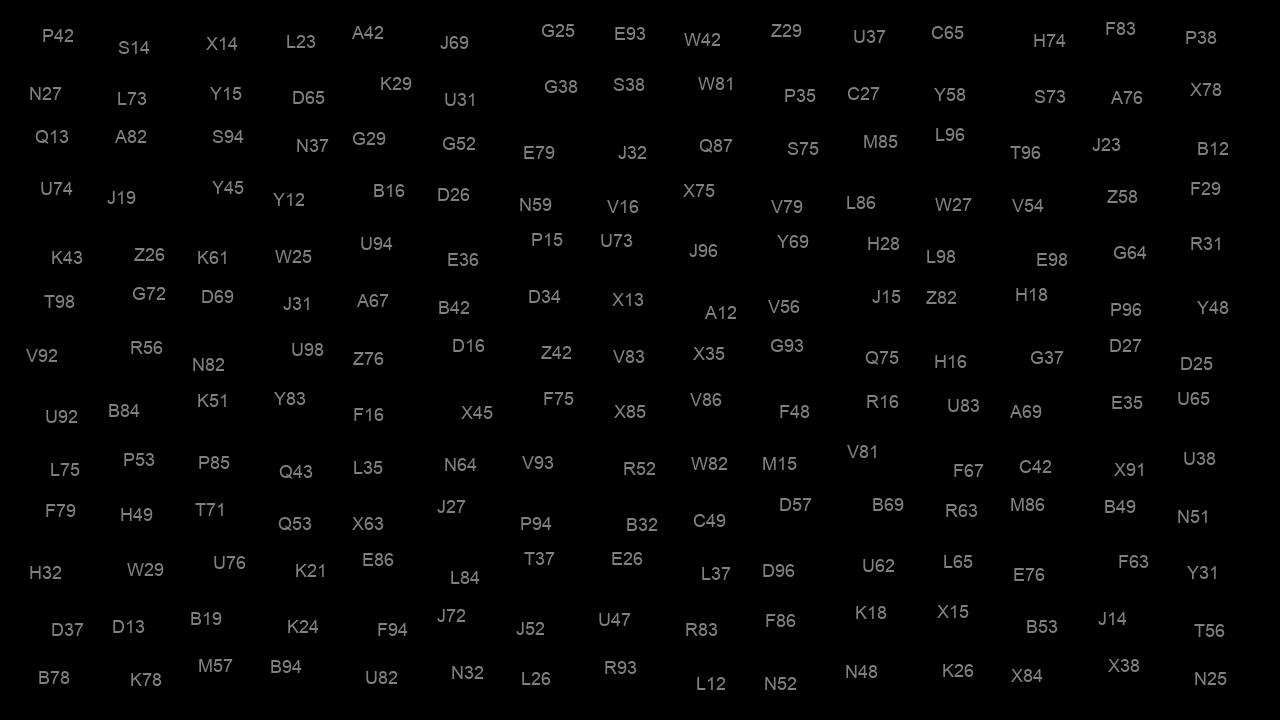 P42 S14 X14 L23 A42 J69 G25 E93 W42 Z29 U37 C65 H74 F83 P38
N27 L73 Y15 D65 K29 U31 G38 S38 W81 P35 C27 Y58 S73 A76 X78
Q13 A82 S94 N37 G29 G52 E79 J32 Q87 S75 M85 L96 T96 J23 B12
U74 J19 Y45 Y12 B16 D26 N59 V16 X75 V79 L86 W27 V54 Z58 F29
K43 Z26 K61 W25 U94 E36 P15 U73 J96 Y69 H28 L98 E98 G64 R31
T98 G72 D69 J31 A67 B42 D34 X13 A12 V56 J15 Z82 H18 P96 Y48
V92 R56 N82 U98 Z76 D16 Z42 V83 X35 G93 Q75 H16 G37 D27 D25
U92 B84 K51 Y83 F16 X45 F75 X85 V86 F48 R16 U83 A69 E35 U65
L75 P53 P85 Q43 L35 N64 V93 R52 W82 M15 V81 F67 C42 X91 U38
F79 H49 T71 Q53 X63 J27 P94 B32 C49 D57 B69 R63 M86 B49 N51
H32 W29 U76 K21 E86 L84 T37 E26 L37 D96 U62 L65 E76 F63 Y31
D37 D13 B19 K24 F94 J72 J52 U47 R83 F86 K18 X15 B53 J14 T56
B78 K78 M57 B94 U82 N32 L26 R93 L12 N52 N48 K26 X84 X38 N25